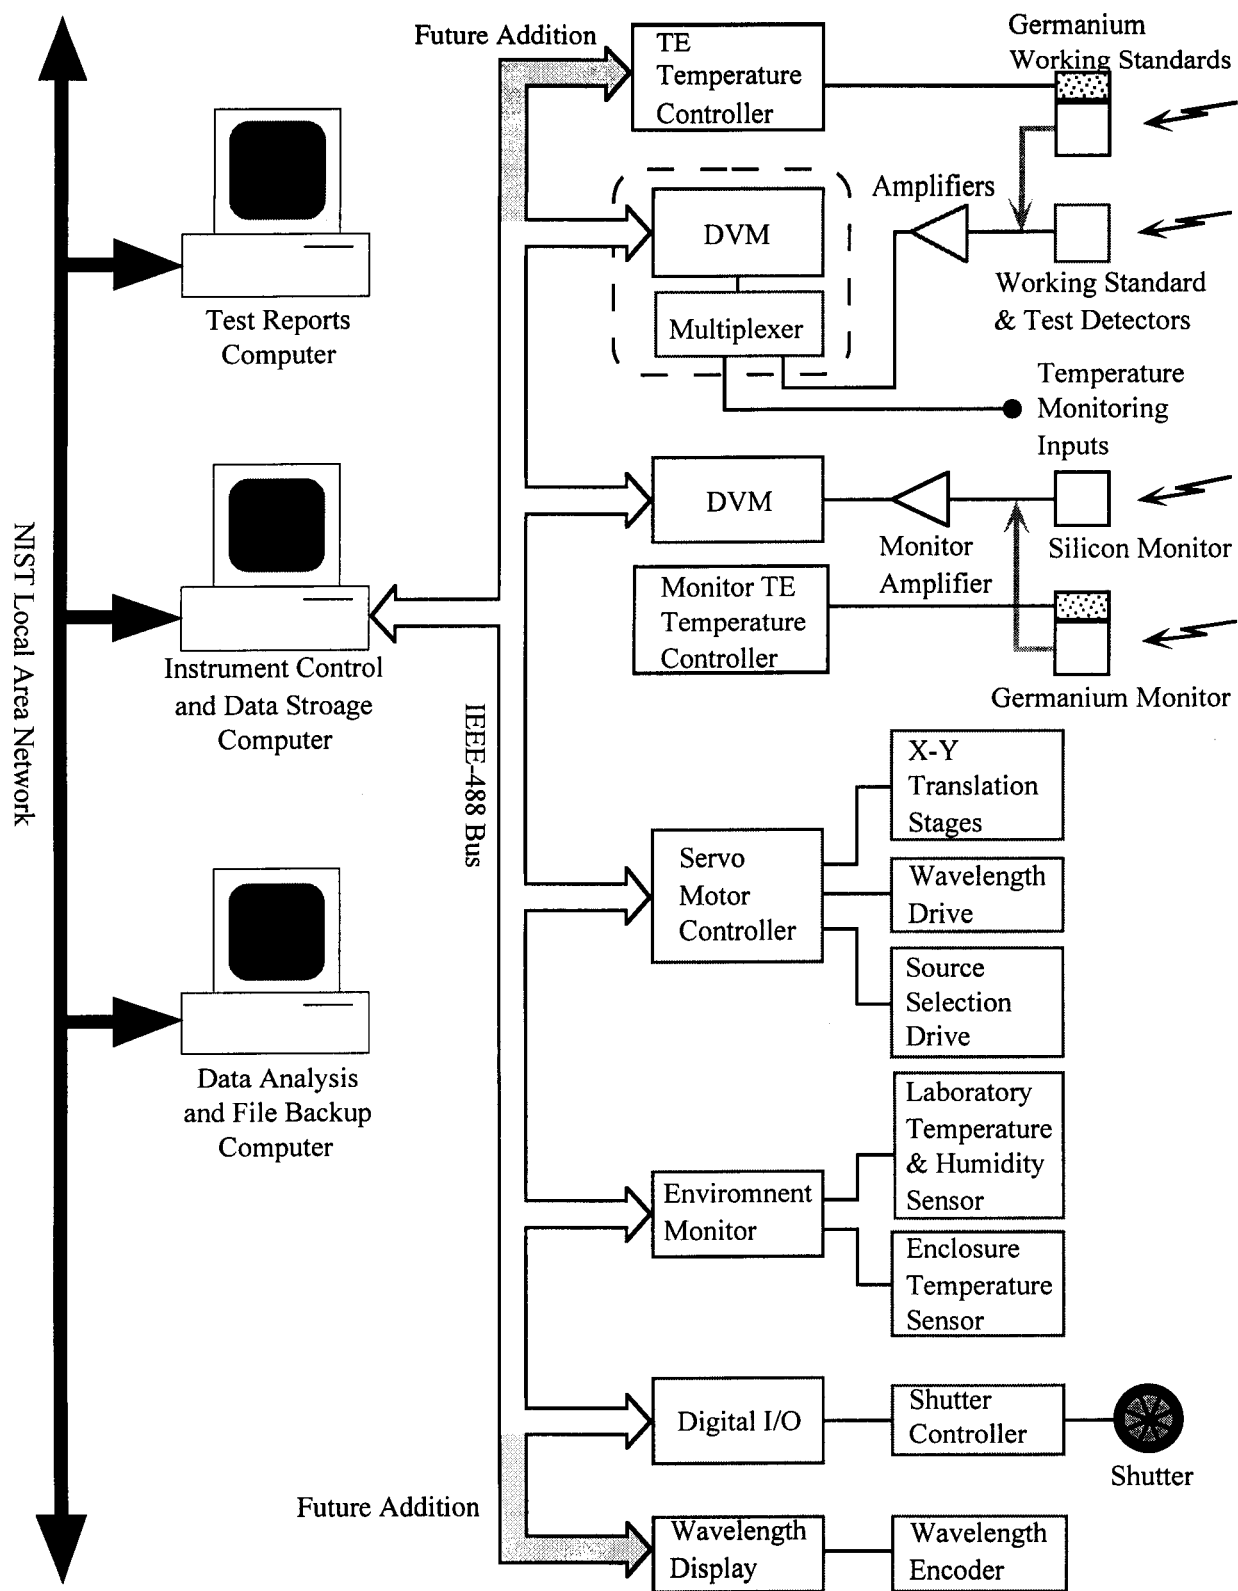 Future Addition
TE
Temperature
Controller
Germanium
Working Standards
Amplifiers
DVM
Multiplexer
Working Standard
& Test Detectors
Temperature
Monitoring
Inputs
Test Reports
Computer
DVM
Monitor
Amplifier
Silicon Monitor
Monitor TE
Temperature
Controller
Germanium Monitor
Instrument Control
and Data Stroage
Computer
NIST Local Area Network
IEEE-488 Bus
X-Y
Translation
Stages
Servo
Motor
Controller
Wavelength
Drive
Source
Selection
Drive
Data Analysis
and File Backup
Computer
Laboratory
Temperature
& Humidity
Sensor
Enviromnent
Monitor
Enclosure
Temperature
Sensor
Digital I/O
Shutter
Controller
Shutter
Future Addition
Wavelength
Display
Wavelength
Encoder